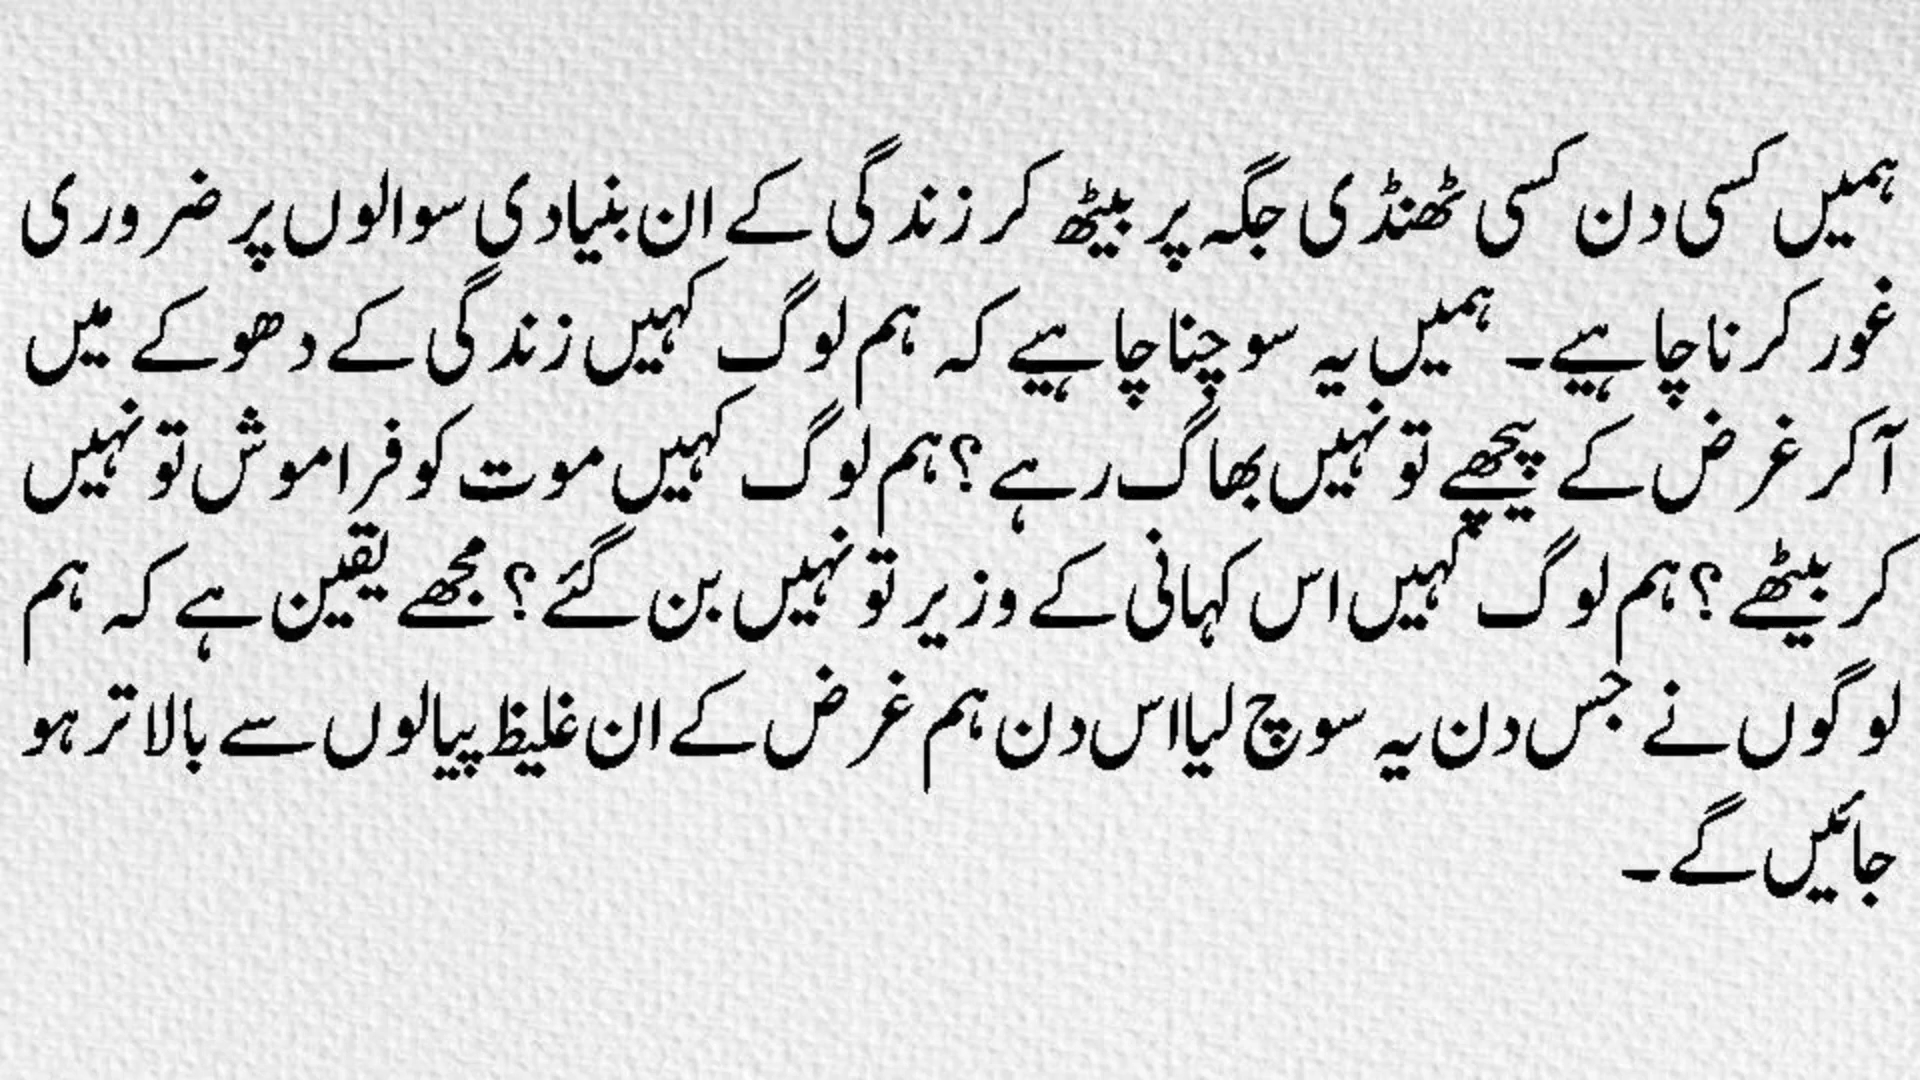 ہمیں کسی دن کسی ٹھنڈی جگہ پر بیٹھ کر زندگی کے ان بنیادی سوالوں پر ضروری
غور کرنا چاہیے۔ ہمیں یہ سوچنا چاہیے کہ ہم لوگ کہیں زندگی کے دھوکے میں
آکر غرض کے پیچھے تو نہیں بھاگ رہے؟ ہم لوگ کہیں موت کو فراموش تو نہیں
کر بیٹھے؟ ہم لوگ کہیں اس کہانی کے وزیر تو نہیں بن گئے؟ مجھے یقین ہے کہ ہم
لوگوں نے جس دن یہ سوچ لیا اس دن ہم غرض کے ان غلیظ پیالوں سے بالاتر ہو
جائیں گے۔